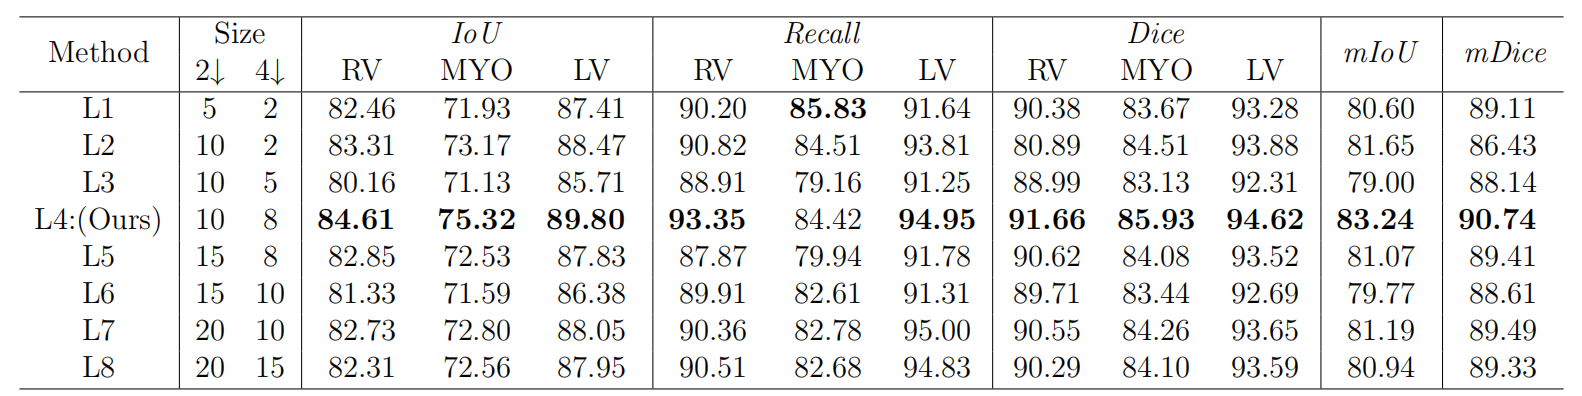 Method Size IoU Recall Dice mIoU mDice
2↓ 4↓ RV MYO LV RV MYO LV RV MYO LV
L1 5 2 82.46 71.93 87.41 90.20 85.83 91.64 90.38 83.67 93.28 80.60 89.11
L2 10 2 83.31 73.17 88.47 90.82 84.51 93.81 80.89 84.51 93.88 81.65 86.43
L3 10 5 80.16 71.13 85.71 88.91 79.16 91.25 88.99 83.13 92.31 79.00 88.14
L4:(Ours) 10 8 84.61 75.32 89.80 93.35 84.42 94.95 91.66 85.93 94.62 83.24 90.74
L5 15 8 82.85 72.53 87.83 87.87 79.94 91.78 90.62 84.08 93.52 81.07 89.41
L6 15 10 81.33 71.59 86.38 89.91 82.61 91.31 89.71 83.44 92.69 79.77 88.61
L7 20 10 82.73 72.80 88.05 90.36 82.78 95.00 90.55 84.26 93.65 81.19 89.49
L8 20 15 82.31 72.56 87.95 90.51 82.68 94.83 90.29 84.10 93.59 80.94 89.33